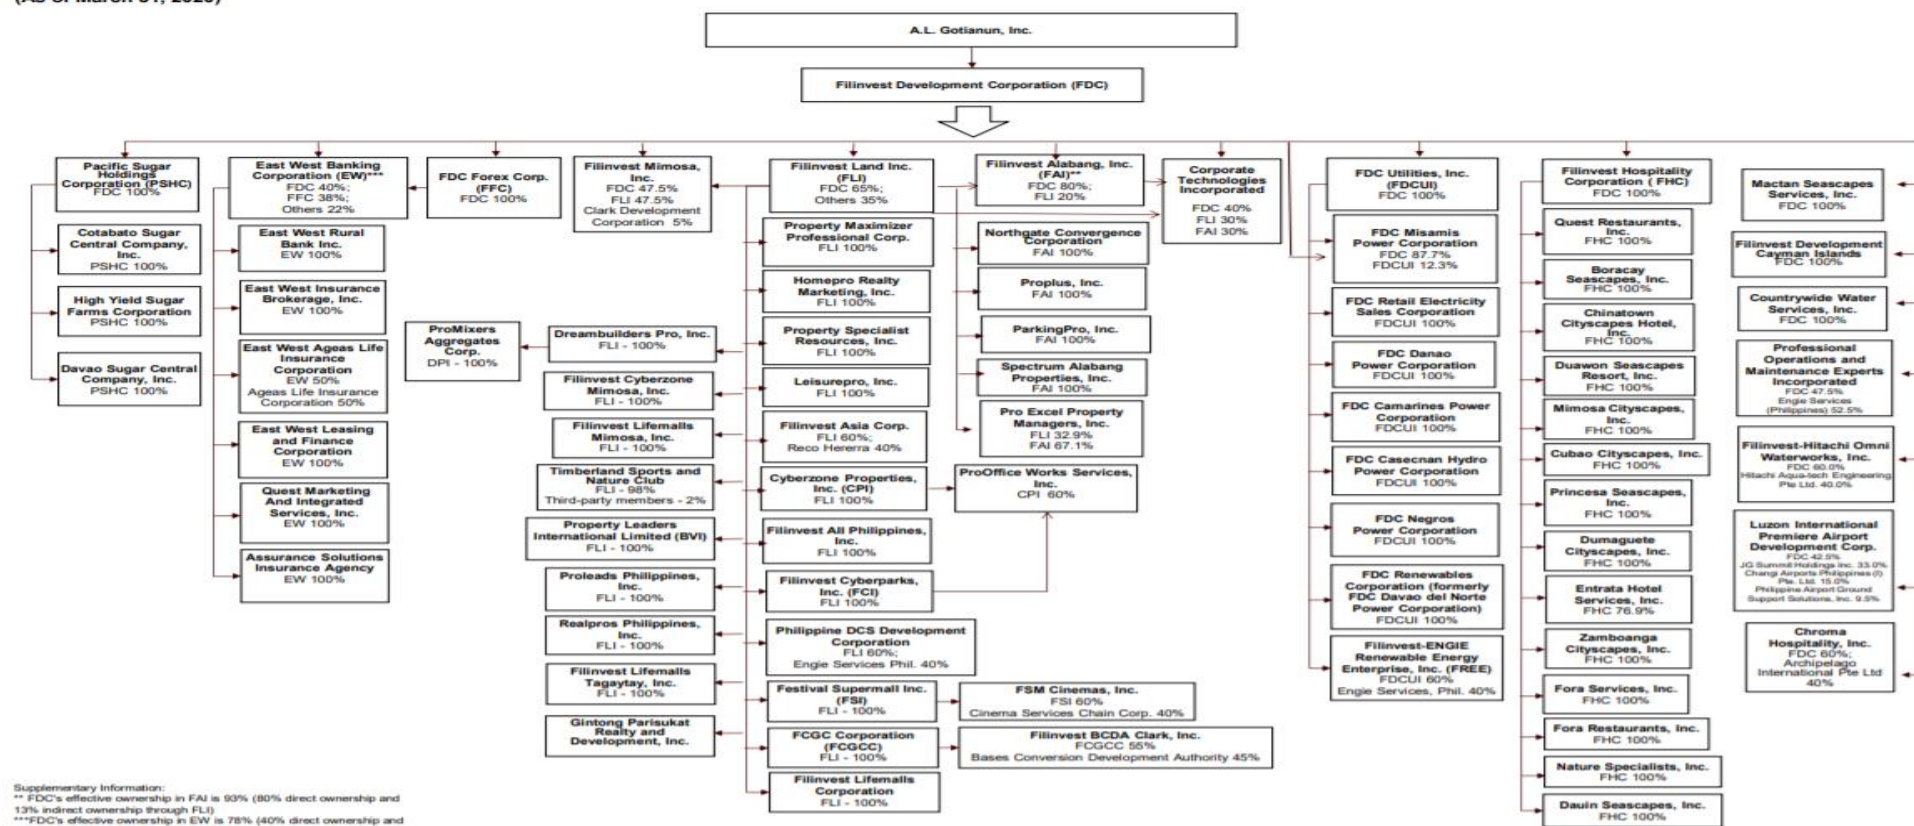 A.L. Gotianun, Inc.
Filinvest Development Corporation (FDC)
Pacific Sugar
Holdings
Corporation (PSHC)
FDC 100%
Cotabato Sugar
Central Company,
Inc.
PSHC 100%
High Yield Sugar
Farms Corporation
PSHC 100%
Davao Sugar Central
Company, Inc.
PSHC 100%
East West Banking
Corporation (EW)***
FDC 40%;
FFC 38%;
Others 22%
East West Rural
Bank Inc.
EW 100%
East West Insurance
Brokerage, Inc.
EW 100%
East West Ageas Life
Insurance
Corporation
EW 50%
Ageas Life Insurance
Corporation 50%
East West Leasing
and Finance
Corporation
EW 100%
Quest Marketing
And Integrated
Services, Inc.
EW 100%
Assurance Solutions
Insurance Agency
EW 100%
FDC Forex Corp.
(FFC)
FDC 100%
ProMixers
Aggregates
Corp.
DPI - 100%
Filinvest Mimosa,
Inc.
FDC 47.5%
FLI 47.5%
Clark Development
Corporation 5%
Dreambuilders Pro, Inc.
FLI - 100%
Filinvest Cyberzone
Mimosa, Inc.
FLI - 100%
Filinvest Lifemalls
Mimosa, Inc.
FLI - 100%
Timberland Sports and
Nature Club
FLI - 98%
Third-party members - 2%
Property Leaders
International Limited (BVI)
FLI - 100%
Proleads Philippines,
Inc.
FLI - 100%
Realpros Philippines,
Inc.
FLI - 100%
Filinvest Lifemalls
Tagaytay, Inc.
FLI - 100%
Gintong Parisukat
Realty and
Development, Inc.
Filinvest Land Inc.
(FLI)
FDC 65%;
Others 35%
Property Maximizer
Professional Corp.
FLI 100%
Homepro Realty
Marketing, Inc.
FLI 100%
Property Specialist
Resources, Inc.
FLI 100%
Leisurepro, Inc.
FLI 100%
Filinvest Asia Corp.
FLI 60%;
Reco Hererra 40%
Cyberzone Properties,
Inc. (CPI)
FLI 100%
Filinvest All Philippines,
Inc.
FLI 100%
Filinvest Cyberparks,
Inc. (FCI)
FLI 100%
Philippine DCS Development
Corporation
FLI 60%;
Engie Services Phil. 40%
Festival Supermall Inc.
(FSI)
FLI - 100%
FCGC Corporation
(FCGCC)
FLI - 100%
Filinvest Lifemalls
Corporation
FLI - 100%
Filinvest Alabang, Inc.
(FAI)**
FDC 80%;
FLI 20%
Northgate Convergence
Corporation
FAI 100%
Proplus, Inc.
FAI 100%
ParkingPro, Inc.
FAI 100%
Spectrum Alabang
Properties, Inc.
FAI 100%
Pro Excel Property
Managers, Inc.
FLI 32.9%
FAI 67.1%
ProOffice Works Services,
Inc.
CPI 60%
FSM Cinemas, Inc.
FSI 60%
Cinema Services Chain Corp. 40%
Filinvest BCDA Clark, Inc.
FCGCC 55%
Bases Conversion Development Authority 45%
Corporate
Technologies
Incorporated
FDC 40%
FLI 30%
FAI 30%
FDC Utilities, Inc.
(FDCUI)
FDC 100%
FDC Misamis
Power Corporation
FDC 87.7%
FDCUI 12.3%
FDC Retail Electricity
Sales Corporation
FDCUI 100%
FDC Danao
Power Corporation
FDCUI 100%
FDC Camarines Power
Corporation
FDCUI 100%
FDC Casecnan Hydro
Power Corporation
FDCUI 100%
FDC Negros
Power Corporation
FDCUI 100%
FDC Renewables
Corporation (formerly
FDC Davao del Norte
Power Corporation)
FDCUI 100%
Filinvest-ENGIE
Renewable Energy
Enterprise, Inc. (FREE)
FDCUI 60%
Engie Services, Phil. 40%
Filinvest Hospitality
Corporation ( FHC)
FDC 100%
Quest Restaurants,
Inc.
FHC 100%
Boracay
Seascapes, Inc.
FHC 100%
Chinatown
Cityscapes Hotel,
Inc.
FHC 100%
Duawon Seascapes
Resort, Inc.
FHC 100%
Mimosa Cityscapes,
Inc.
FHC 100%
Cubao Cityscapes, Inc.
FHC 100%
Princesa Seascapes,
Inc.
FHC 100%
Dumaguete
Cityscapes, Inc.
FHC 100%
Entrata Hotel
Services, Inc.
FHC 76.9%
Zamboanga
Cityscapes, Inc.
FHC 100%
Fora Services, Inc.
FHC 100%
Fora Restaurants, Inc.
FHC 100%
Nature Specialists, Inc.
FHC 100%
Dauin Seascapes, Inc.
FHC 100%
Mactan Seascapes
Services, Inc.
FDC 100%
Filinvest Development
Cayman Islands
FDC 100%
Countrywide Water
Services, Inc.
FDC 100%
Professional
Operations and
Maintenance Experts
Incorporated
FDC 47.5%
Engie Services
(Philippines) 52.5%
Filinvest-Hitachi Omni
Waterworks, Inc.
FDC 60.0%
Hitachi Aqua-tech Engineering
Pte Ltd. 40.0%
Luzon International
Premiere Airport
Development Corp.
FDC 42.5%
JG Summit Holdings Inc. 33.0%
Changi Airports Philippines (I)
Pte. Ltd. 15.0%
Philippine Airport Ground
Support Solutions, Inc. 9.5%
Chroma
Hospitality, Inc.
FDC 60%;
Archipelago
International Pte Ltd
40%
Supplementary Information:
** FDC's effective ownership in FAI is 93% (80% direct ownership and
13% indirect ownership through FLI)
***FDC's effective ownership in EW is 78% (40% direct ownership and